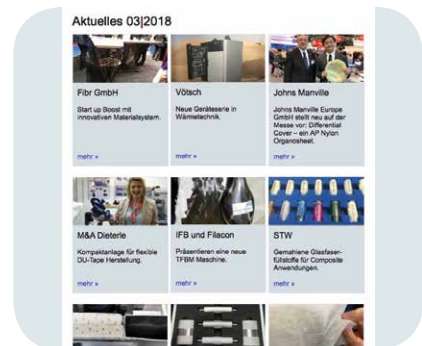 Aktuelles 03|2018
Fibr GmbH
Start up Boost mit
innovativen Materialsystem.
mehr »
Vötsch
Neue Geräteserie in
Wärmetechnik.
mehr »
Johns Manville
Johns Manville Europe
GmbH stellt neu auf der
Messe vor: Differential
Cover – ein AP Nylon
Organosheet.
mehr »
M&A Dieterle
Kompaktanlage für flexible
DU-Tape Herstellung.
mehr »
IFB und Filacon
Präsentieren eine neue
TFBM Maschine.
mehr »
STW
Gemahlene Glasfaser-
füllstoffe für Composite
Anwendungen.
mehr »